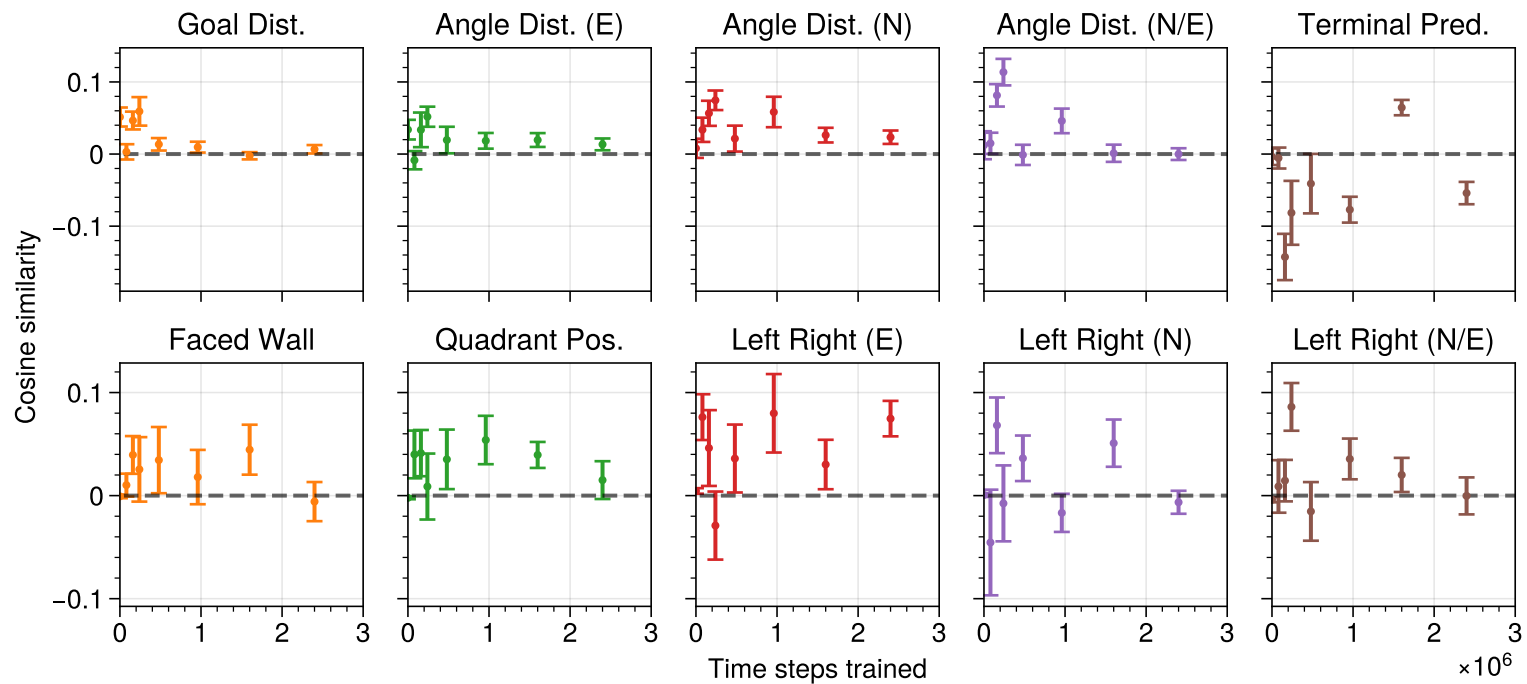 Goal Dist.
Angle Dist. (E)
Angle Dist. (N)
Angle Dist. (N/E)
Terminal Pred.
0.1
0
−0.1
Faced Wall
Quadrant Pos.
Left Right (E)
Left Right (N)
Left Right (N/E)
Cosine similarity
0.1
0
−0.1
0 1 2 3
0 1 2 3
0 1 2 3
0 1 2 3
0 1 2 3
Time steps trained
×10⁶